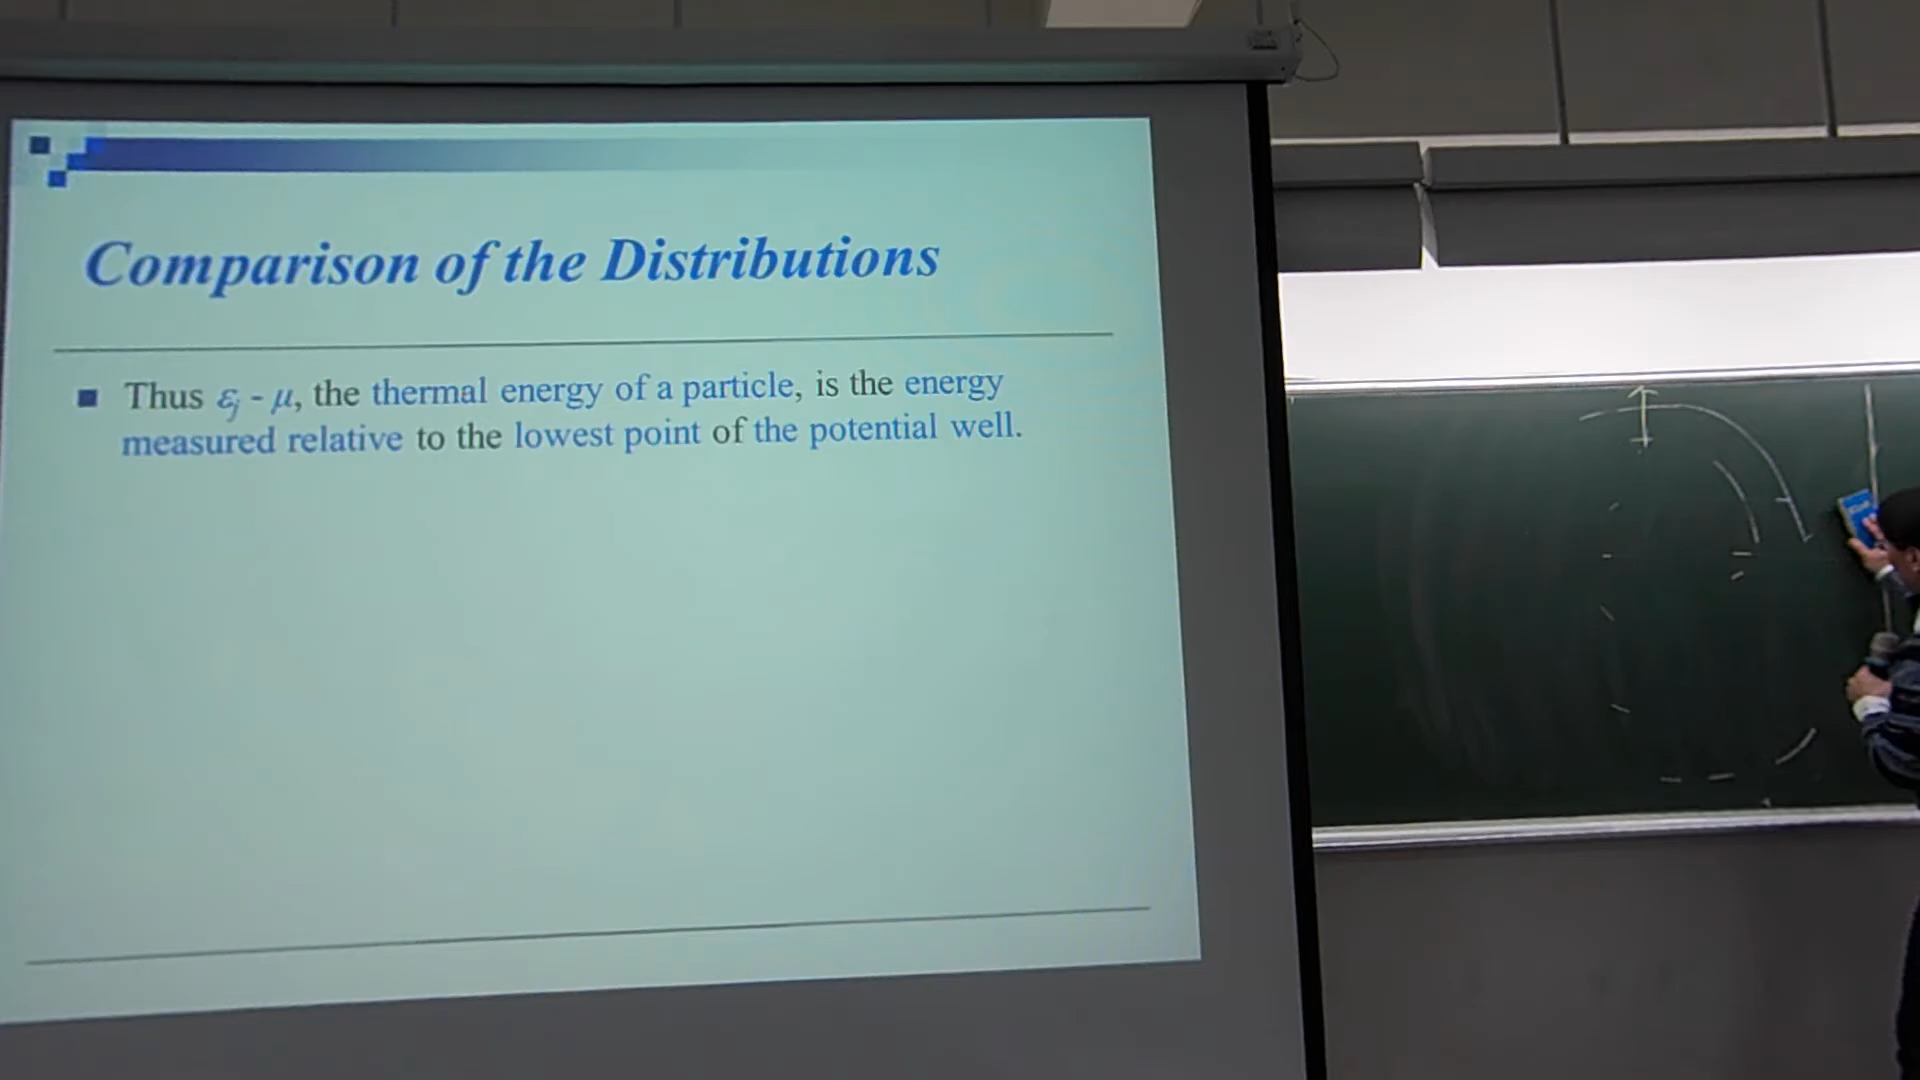 Comparison of the Distributions
Thus εj - μ, the thermal energy of a particle, is the energy
measured relative to the lowest point of the potential well.